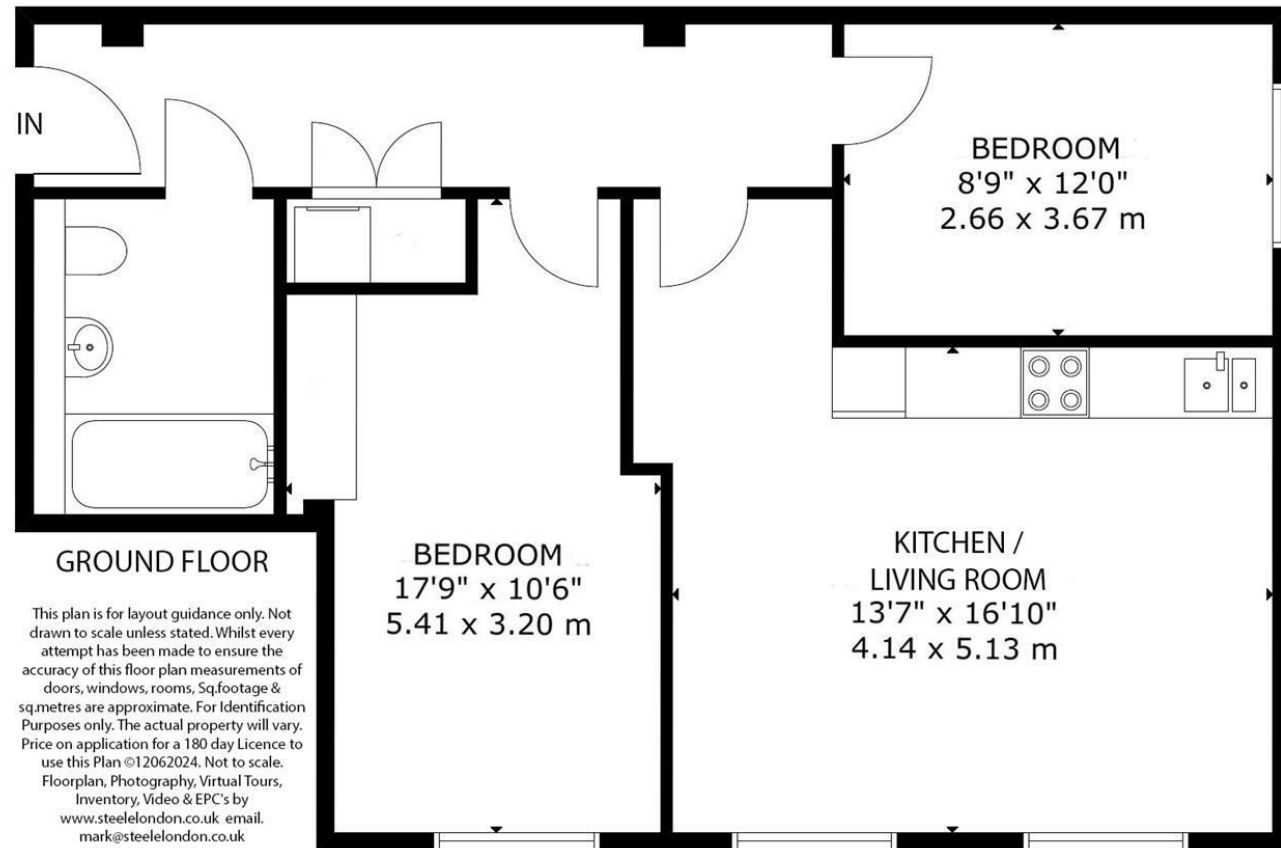 IN
BEDROOM
8'9" x 12'0"
2.66 x 3.67 m
GROUND FLOOR
This plan is for layout guidance only. Not
drawn to scale unless stated. Whilst every
attempt has been made to ensure the
accuracy of this floor plan measurements of
doors, windows, rooms, Sq.footage &
sq.metres are approximate. For Identification
Purposes only. The actual property will vary.
Price on application for a 180 day Licence to
use this Plan ©12062024. Not to scale.
Floorplan, Photography, Virtual Tours,
Inventory, Video & EPC's by
www.steelelondon.co.uk email.
mark@steelelondon.co.uk
BEDROOM
17'9" x 10'6"
5.41 x 3.20 m
KITCHEN /
LIVING ROOM
13'7" x 16'10"
4.14 x 5.13 m